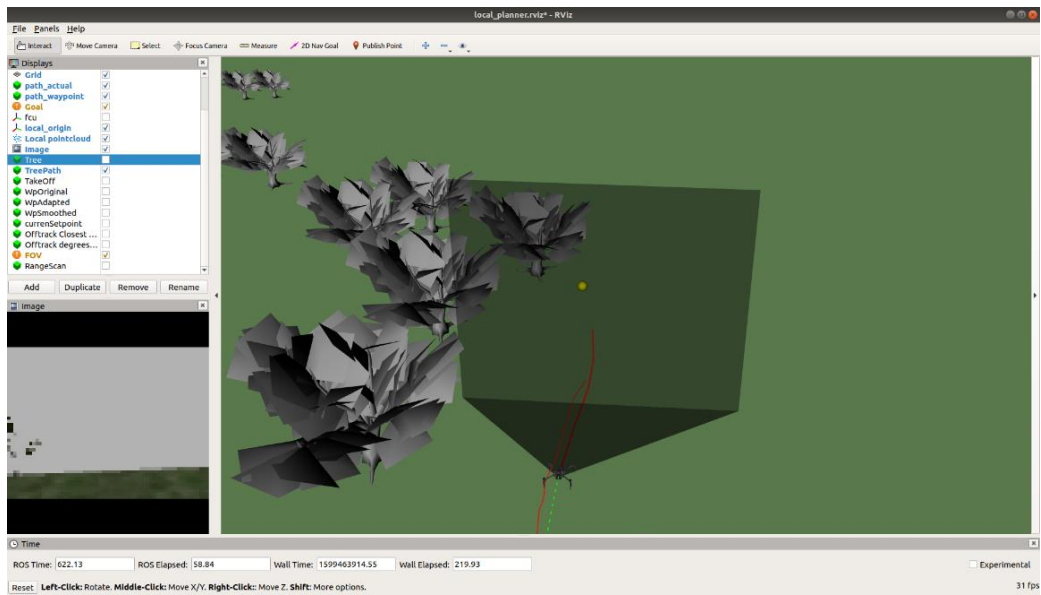 local_planner.rviz* - RViz
File Panels Help
Interact Move Camera Select Focus Camera Measure 2D Nav Goal Publish Point
Displays
Grid
path_actual
path_waypoint
Goal
fcu
local_origin
Local pointcloud
Image
Tree
TreePath
TakeOff
WpOriginal
WpAdapted
WpSmoothed
currenSetpoint
Offtrack Closest ...
Offtrack degrees...
FOV
RangeScan
Add Duplicate Remove Rename
Image
Time
ROS Time: 622.13 ROS Elapsed: 58.84 Wall Time: 1599463914.55 Wall Elapsed: 219.93 Experimental
Reset Left-Click: Rotate. Middle-Click: Move X/Y. Right-Click:: Move Z. Shift: More options. 31 fps